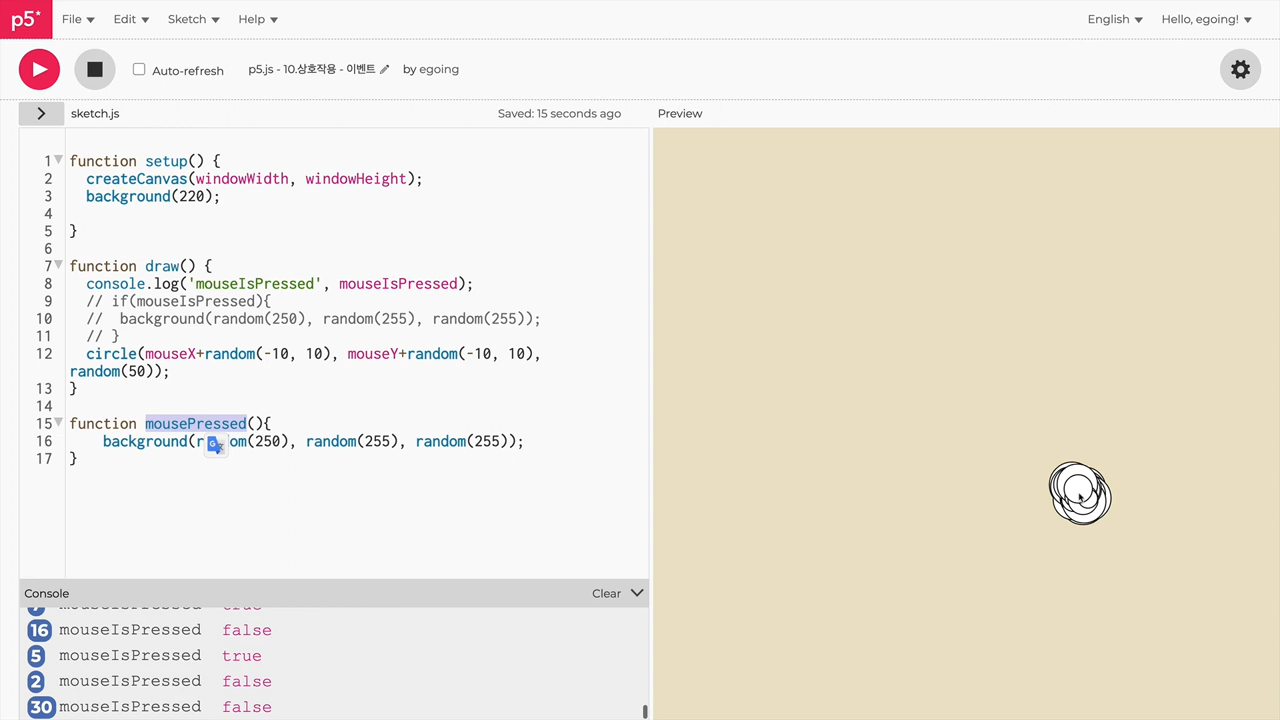 p5*
File Edit Sketch Help English Hello, egoing!
Auto-refresh p5.js - 10.상호작용 - 이벤트 by egoing
sketch.js Saved: 15 seconds ago Preview
1 function setup() {
2 createCanvas(windowWidth, windowHeight);
3 background(220);
4
5 }
6
7 function draw() {
8 console.log('mouseIsPressed', mouseIsPressed);
9 // if(mouseIsPressed){
10 // background(random(250), random(255), random(255));
11 // }
12 circle(mouseX+random(-10, 10), mouseY+random(-10, 10),
random(50));
13 }
14
15 function mousePressed(){
16 background(r om(250), random(255), random(255));
17 }
Console Clear
7 mouseIsPressed true
16 mouseIsPressed false
5 mouseIsPressed true
2 mouseIsPressed false
30 mouseIsPressed false